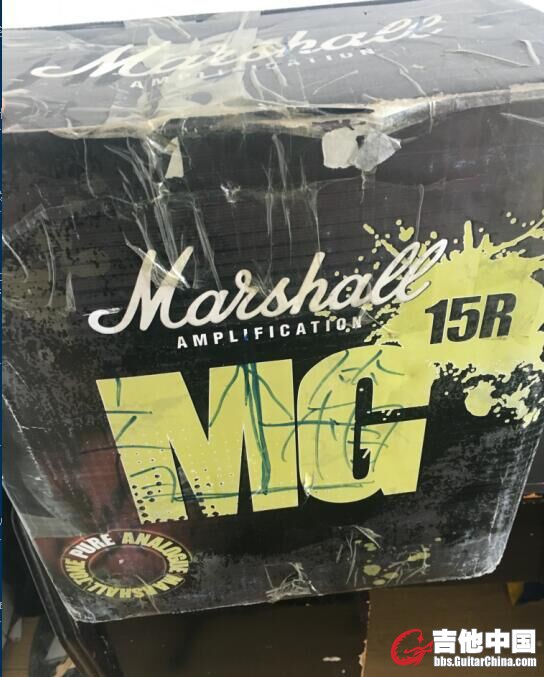 Marshall
AMPLIFICATION
Marshall
AMPLIFICATION
15R
MG
PURE ANALOGUE MARSHALL TONE
吉他中国
bbs.GuitarChina.com